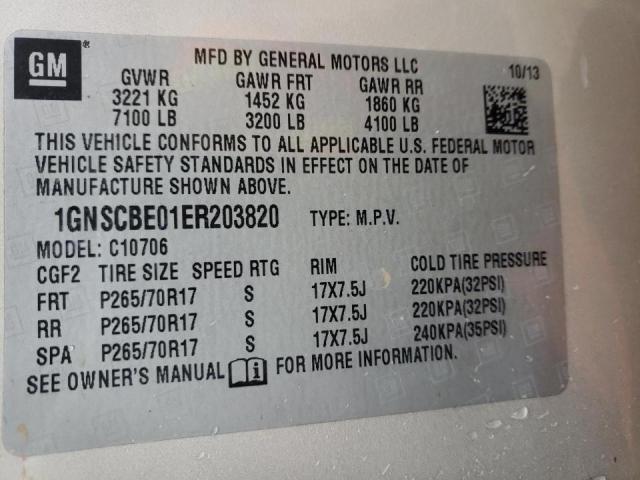 GM ®
MFD BY GENERAL MOTORS LLC
10/13
GVWR GAWR FRT GAWR RR
3221 KG 1452 KG 1860 KG
7100 LB 3200 LB 4100 LB
THIS VEHICLE CONFORMS TO ALL APPLICABLE U.S. FEDERAL MOTOR
VEHICLE SAFETY STANDARDS IN EFFECT ON THE DATE OF
MANUFACTURE SHOWN ABOVE.
1GNSCBE01ER203820 TYPE: M.P.V.
MODEL: C10706
CGF2 TIRE SIZE SPEED RTG RIM COLD TIRE PRESSURE
FRT P265/70R17 S 17X7.5J 220KPA(32PSI)
RR P265/70R17 S 17X7.5J 220KPA(32PSI)
SPA P265/70R17 S 17X7.5J 240KPA(35PSI)
SEE OWNER'S MANUAL i FOR MORE INFORMATION.